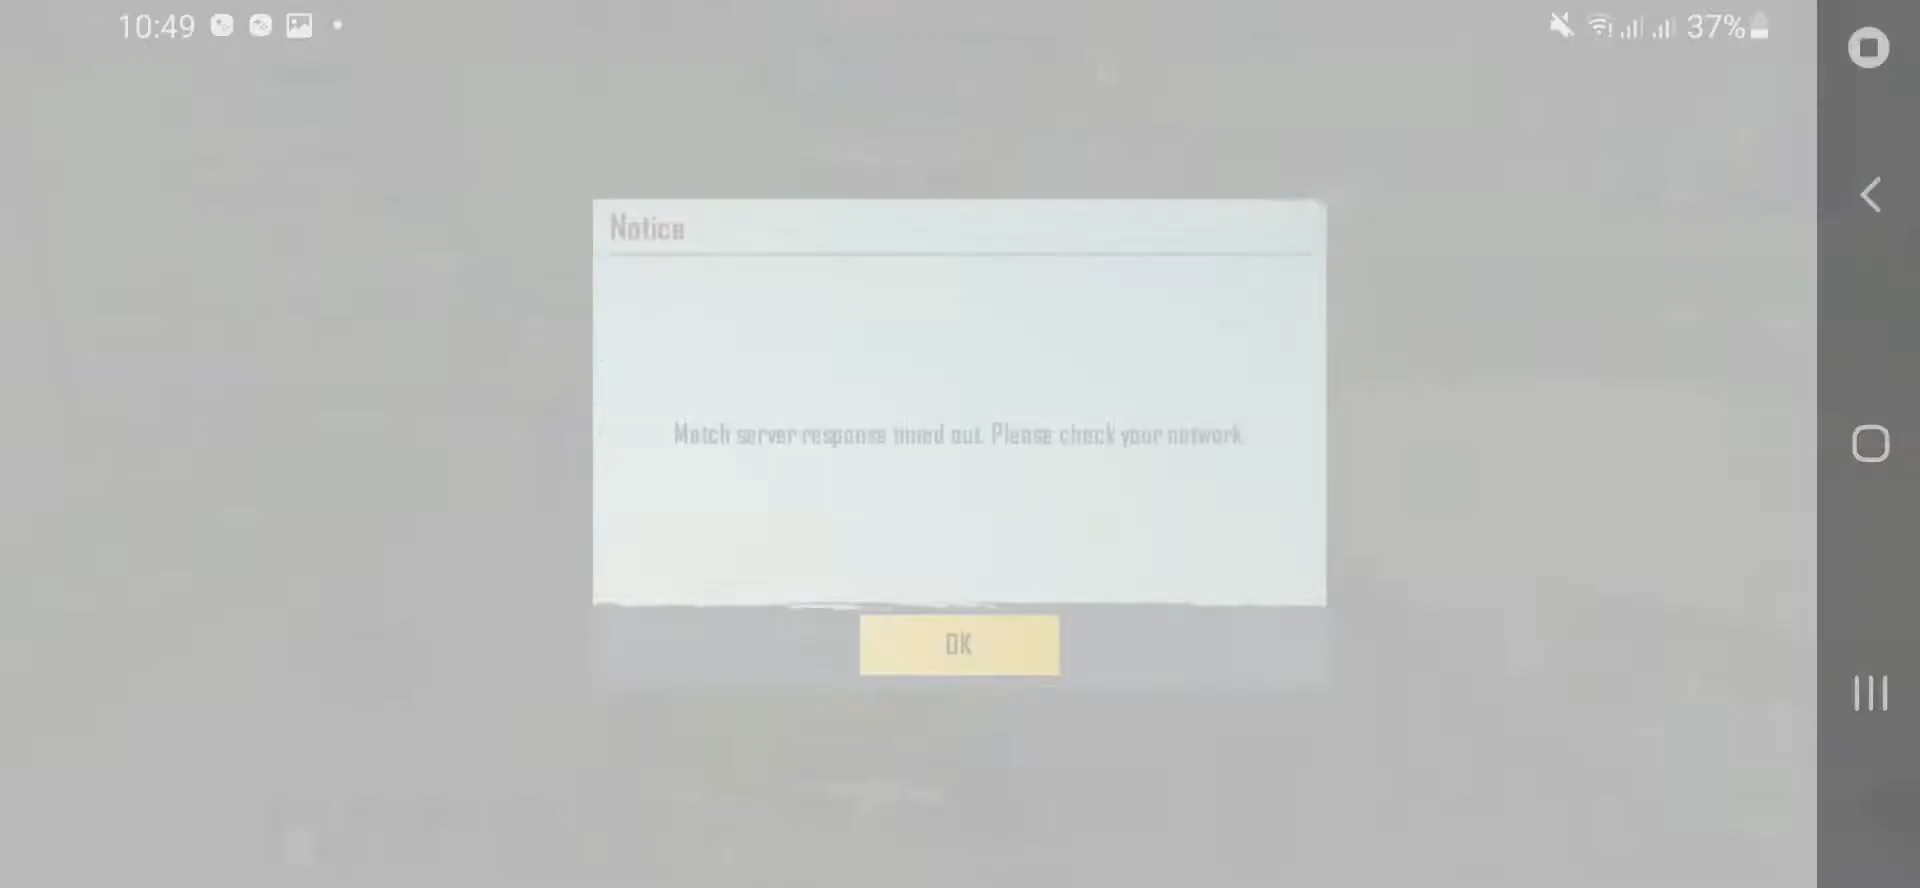 10:49
37%
Notice
Match server response timed out. Please check your network.
OK